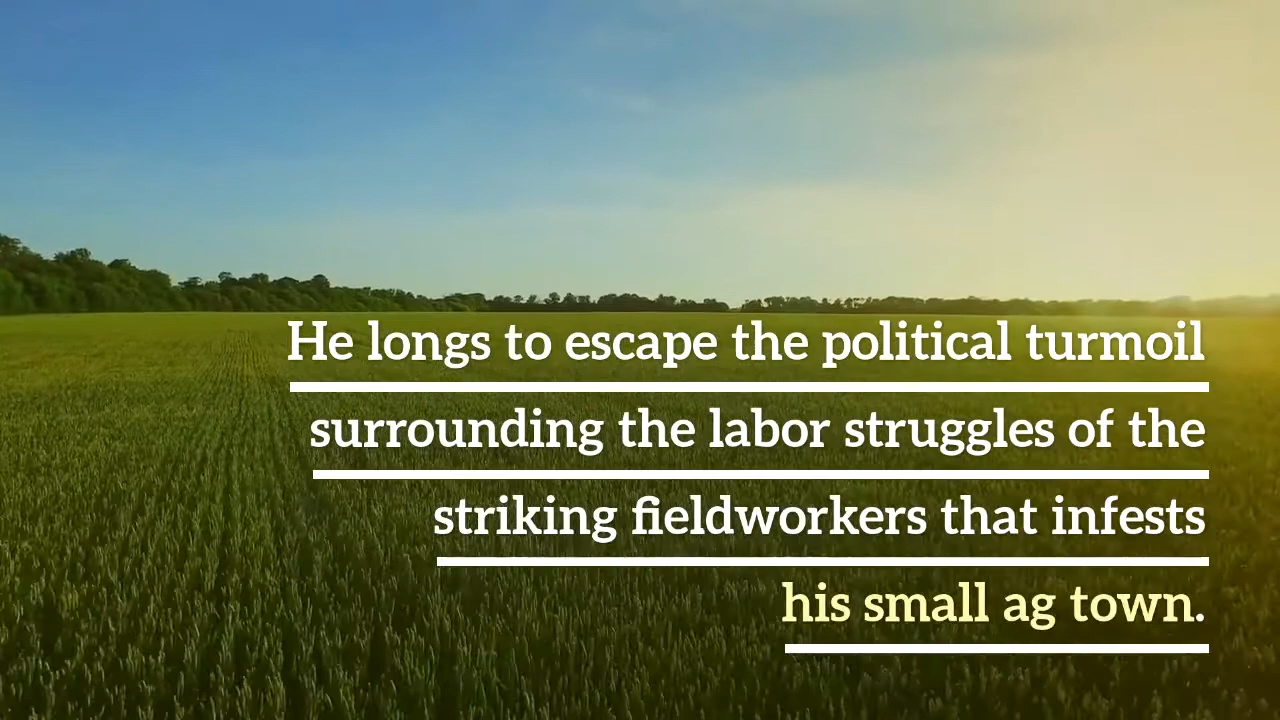 He longs to escape the political turmoil
surrounding the labor struggles of the
striking fieldworkers that infests
his small ag town.